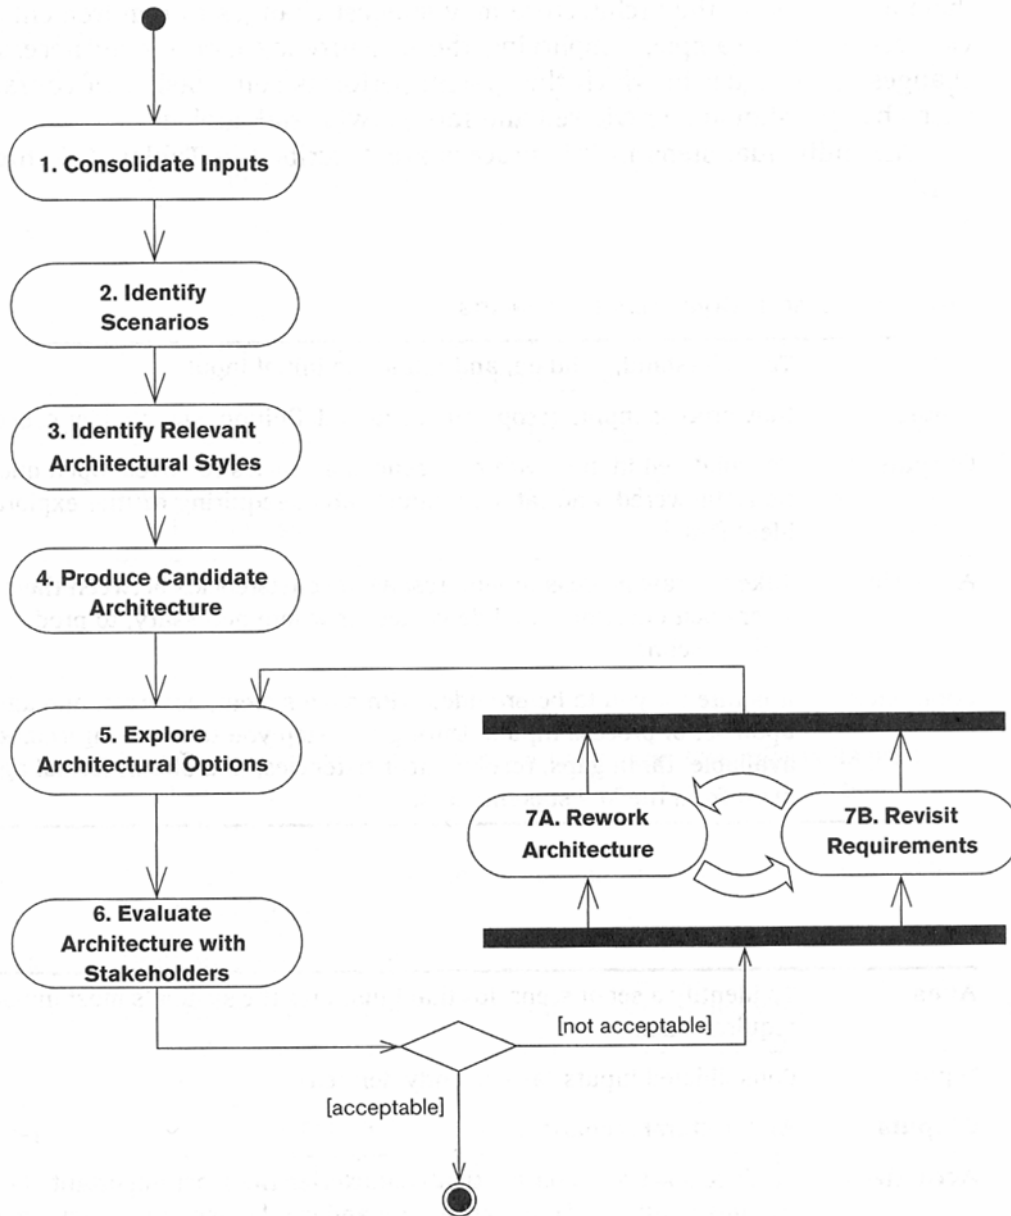 1. Consolidate Inputs
2. Identify
Scenarios
3. Identify Relevant
Architectural Styles
4. Produce Candidate
Architecture
5. Explore
Architectural Options
6. Evaluate
Architecture with
Stakeholders
7A. Rework
Architecture
7B. Revisit
Requirements
[not acceptable]
[acceptable]